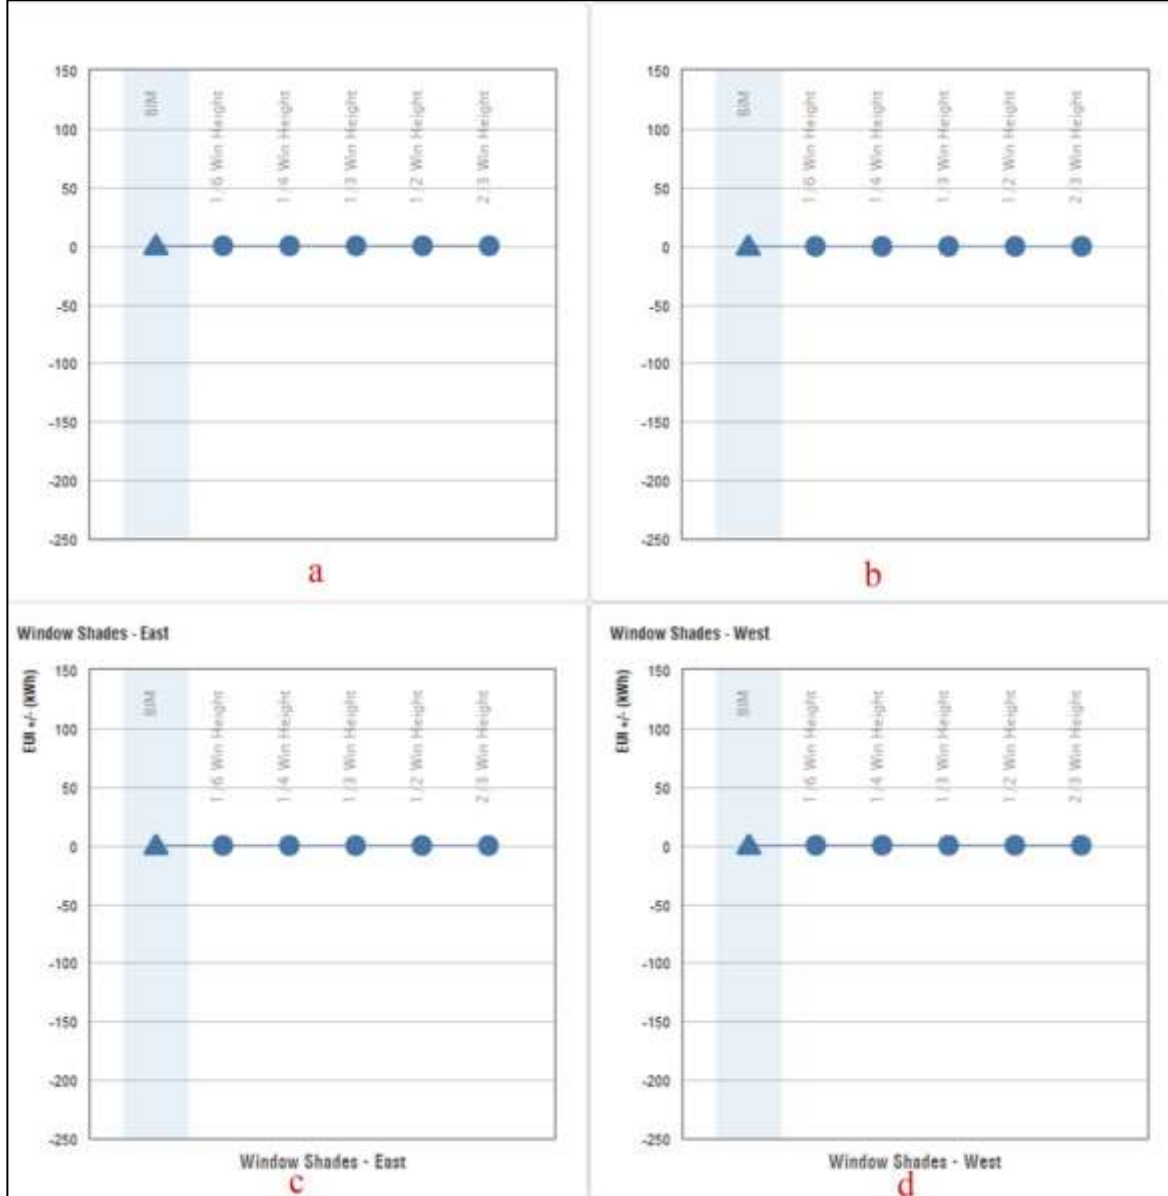 150
100
50
0
-50
-100
-150
-200
-250
BIM
1/6 Win Height
1/4 Win Height
1/3 Win Height
1/2 Win Height
2/3 Win Height
a
150
100
50
0
-50
-100
-150
-200
-250
BIM
1/6 Win Height
1/4 Win Height
1/3 Win Height
1/2 Win Height
2/3 Win Height
b
Window Shades - East
EUI +/- (kWh)
150
100
50
0
-50
-100
-150
-200
-250
BIM
1/6 Win Height
1/4 Win Height
1/3 Win Height
1/2 Win Height
2/3 Win Height
Window Shades - East
c
Window Shades - West
EUI +/- (kWh)
150
100
50
0
-50
-100
-150
-200
-250
BIM
1/6 Win Height
1/4 Win Height
1/3 Win Height
1/2 Win Height
2/3 Win Height
Window Shades - West
d